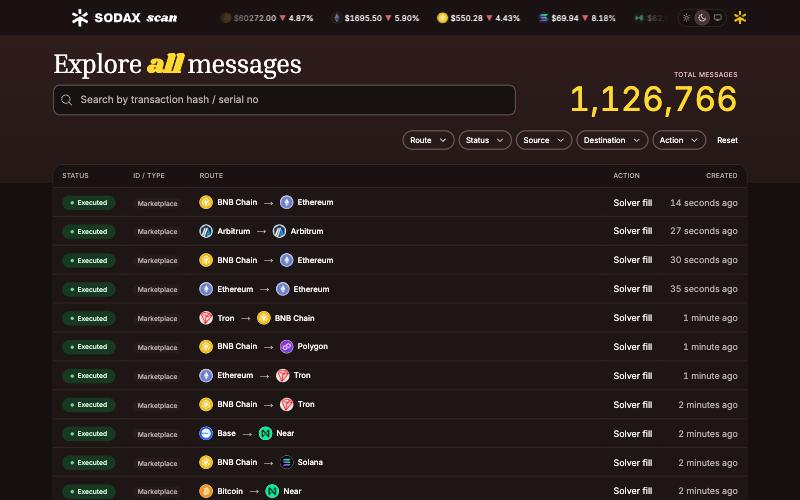 SODAX scan
$60272.00 ▼ 4.87% $1695.50 ▼ 5.90% $550.28 ▼ 4.43% $69.94 ▼ 8.18%
Explore all messages
TOTAL MESSAGES
1,126,766
Search by transaction hash / serial no
Route Status Source Destination Action Reset
STATUS ID / TYPE ROUTE ACTION CREATED
Executed Marketplace BNB Chain → Ethereum Solver fill 14 seconds ago
Executed Marketplace Arbitrum → Arbitrum Solver fill 27 seconds ago
Executed Marketplace BNB Chain → Ethereum Solver fill 30 seconds ago
Executed Marketplace Ethereum → Ethereum Solver fill 35 seconds ago
Executed Marketplace Tron → BNB Chain Solver fill 1 minute ago
Executed Marketplace BNB Chain → Polygon Solver fill 1 minute ago
Executed Marketplace Ethereum → Tron Solver fill 1 minute ago
Executed Marketplace BNB Chain → Tron Solver fill 2 minutes ago
Executed Marketplace Base → Near Solver fill 2 minutes ago
Executed Marketplace BNB Chain → Solana Solver fill 2 minutes ago
Executed Marketplace Bitcoin → Near Solver fill 2 minutes ago